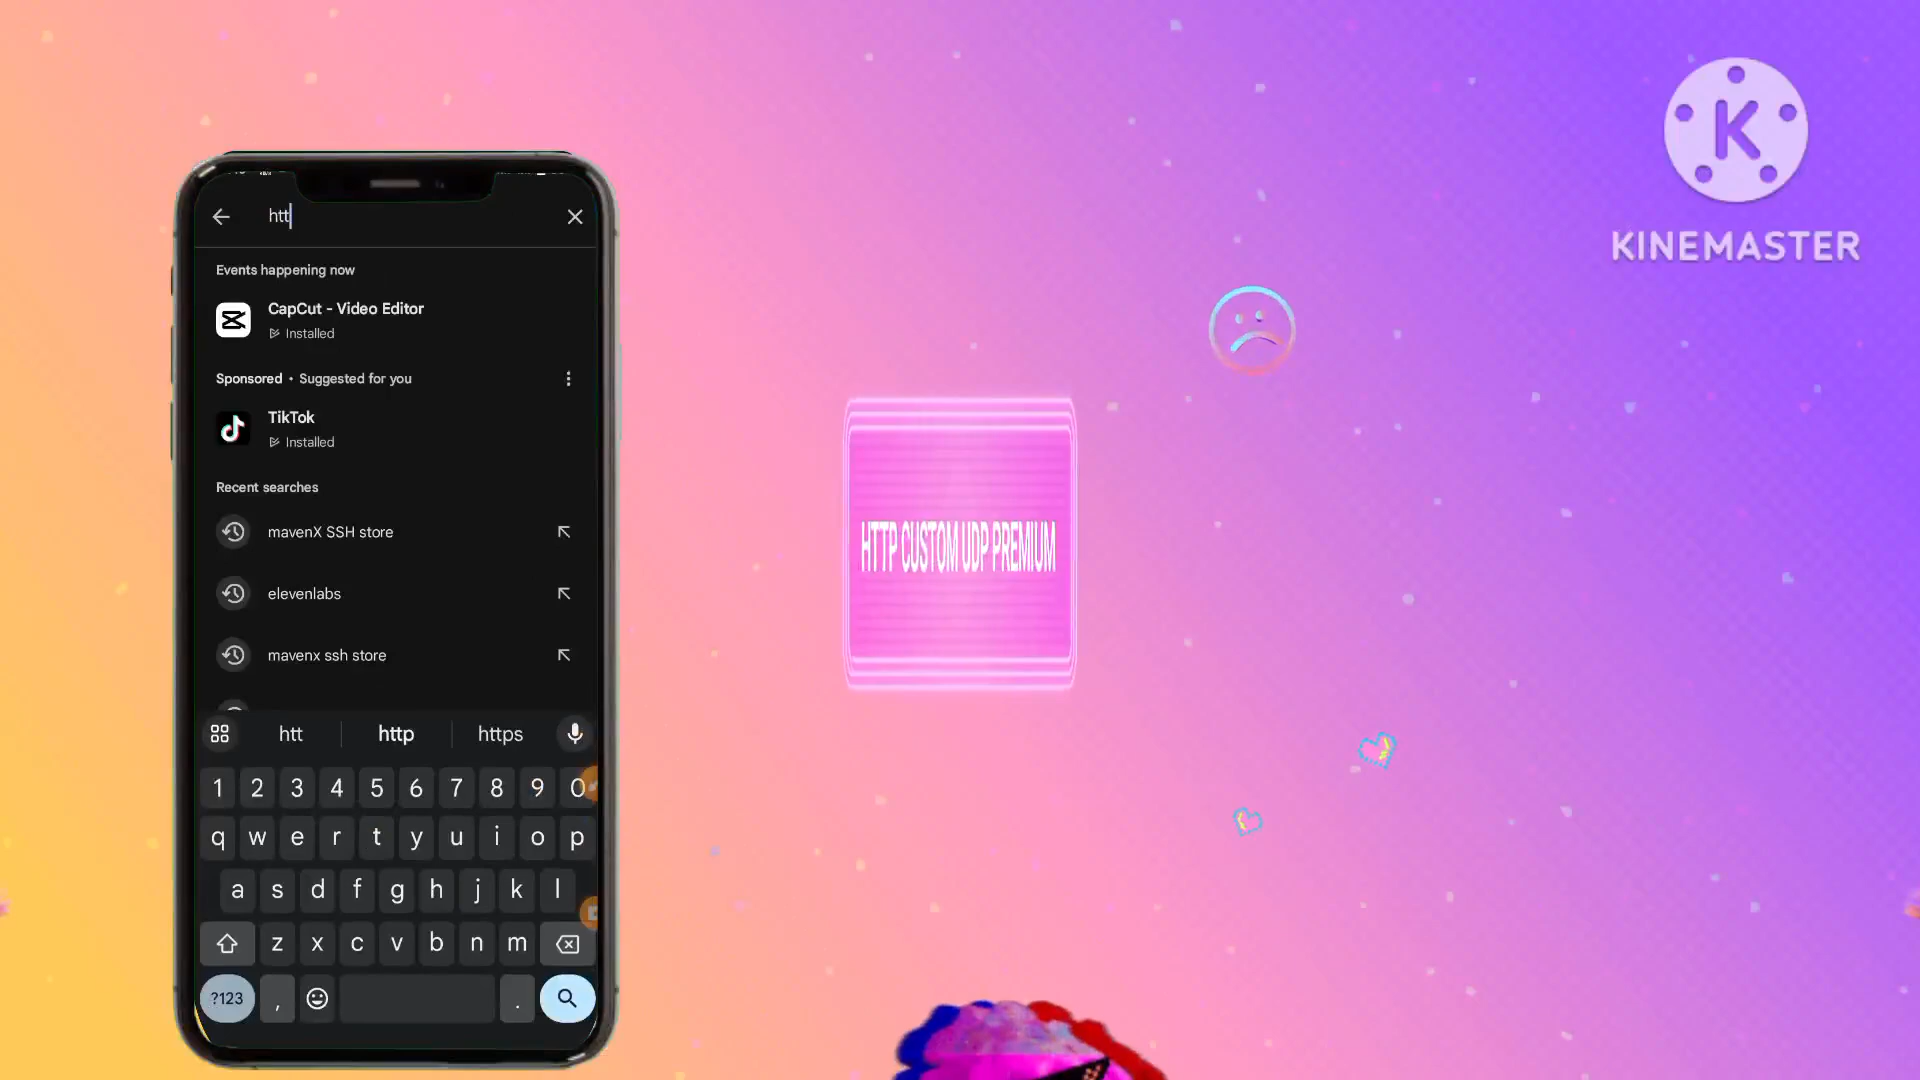 htt
Events happening now
CapCut - Video Editor
Installed
Sponsored • Suggested for you
TikTok
Installed
Recent searches
mavenX SSH store
elevenlabs
mavenx ssh store
htt http https
1 2 3 4 5 6 7 8 9 0
q w e r t y u i o p
a s d f g h j k l
z x c v b n m
?123 , .
HTTP CUSTOM UDP PREMIUM
K
KINEMASTER